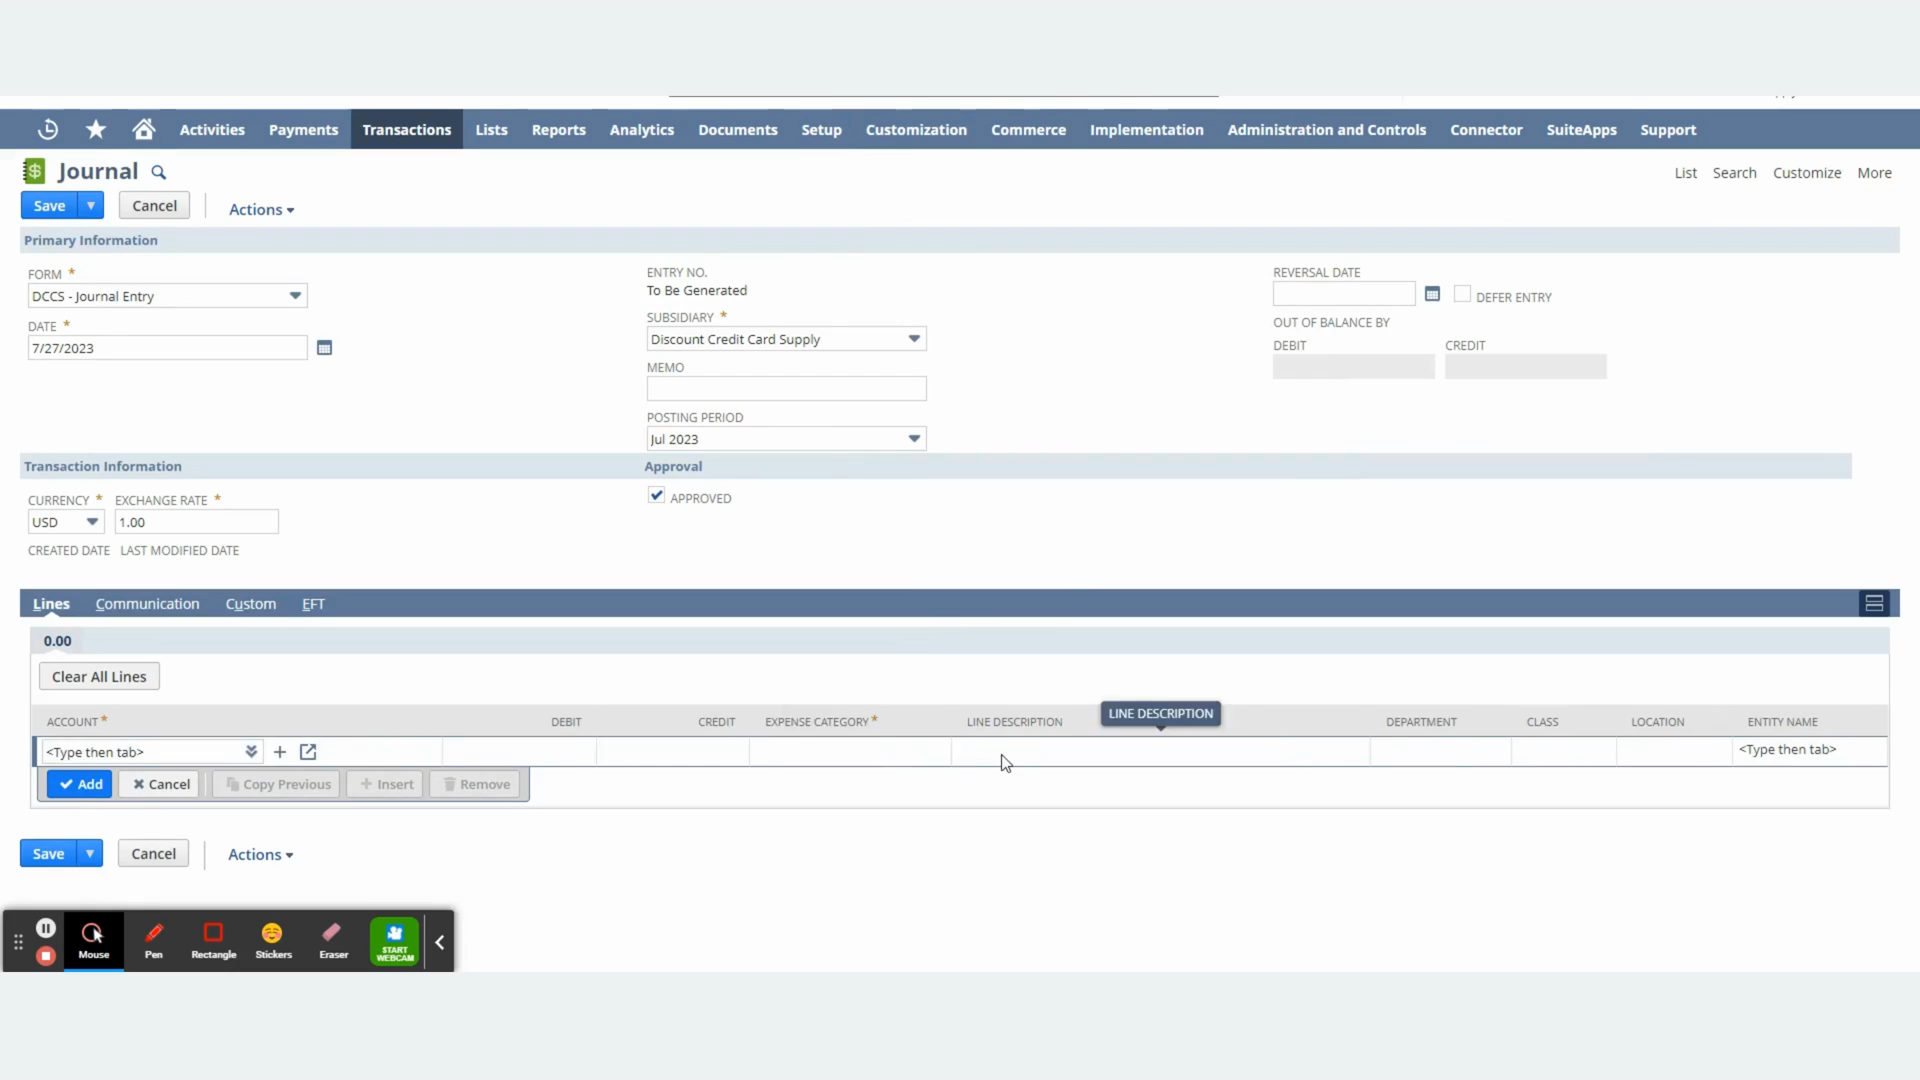 Activities Payments Transactions Lists Reports Analytics Documents Setup Customization Commerce Implementation Administration and Controls Connector SuiteApps Support
Journal
List Search Customize More
Save Cancel Actions
Primary Information
FORM *
DCCS - Journal Entry
DATE *
7/27/2023
ENTRY NO.
To Be Generated
SUBSIDIARY *
Discount Credit Card Supply
MEMO
POSTING PERIOD
Jul 2023
REVERSAL DATE
DEFER ENTRY
OUT OF BALANCE BY
DEBIT CREDIT
Transaction Information
CURRENCY * EXCHANGE RATE *
USD 1.00
CREATED DATE LAST MODIFIED DATE
Approval
APPROVED
Lines Communication Custom EFT
0.00
Clear All Lines
LINE DESCRIPTION
ACCOUNT * DEBIT CREDIT EXPENSE CATEGORY * LINE DESCRIPTION DEPARTMENT CLASS LOCATION ENTITY NAME
<Type then tab> <Type then tab>
Add Cancel Copy Previous Insert Remove
Save Cancel Actions
Mouse Pen Rectangle Stickers Eraser START
WEBCAM